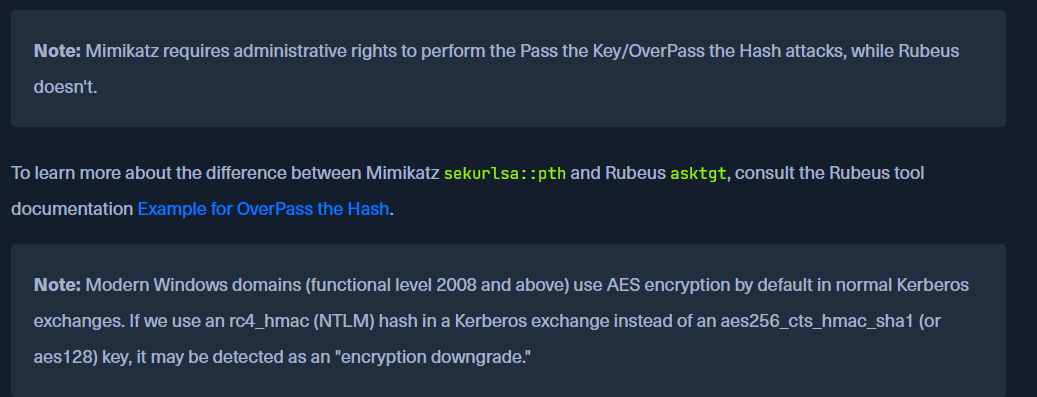 Note: Mimikatz requires administrative rights to perform the Pass the Key/OverPass the Hash attacks, while Rubeus
doesn't.
To learn more about the difference between Mimikatz sekurlsa::pth and Rubeus asktgt, consult the Rubeus tool
documentation Example for OverPass the Hash.
Note: Modern Windows domains (functional level 2008 and above) use AES encryption by default in normal Kerberos
exchanges. If we use an rc4_hmac (NTLM) hash in a Kerberos exchange instead of an aes256_cts_hmac_sha1 (or
aes128) key, it may be detected as an "encryption downgrade."